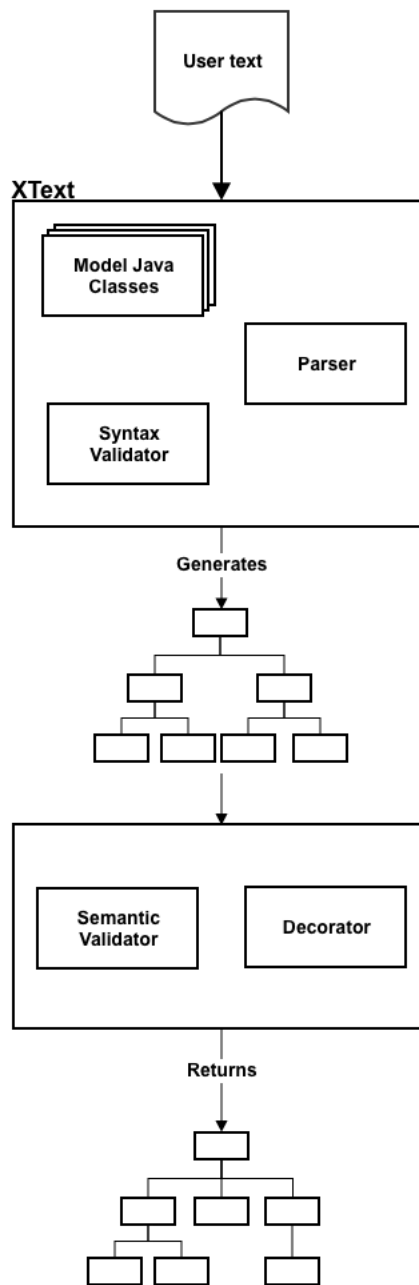 User text
XText
Model Java
Classes
Parser
Syntax
Validator
Generates
Semantic
Validator
Decorator
Returns